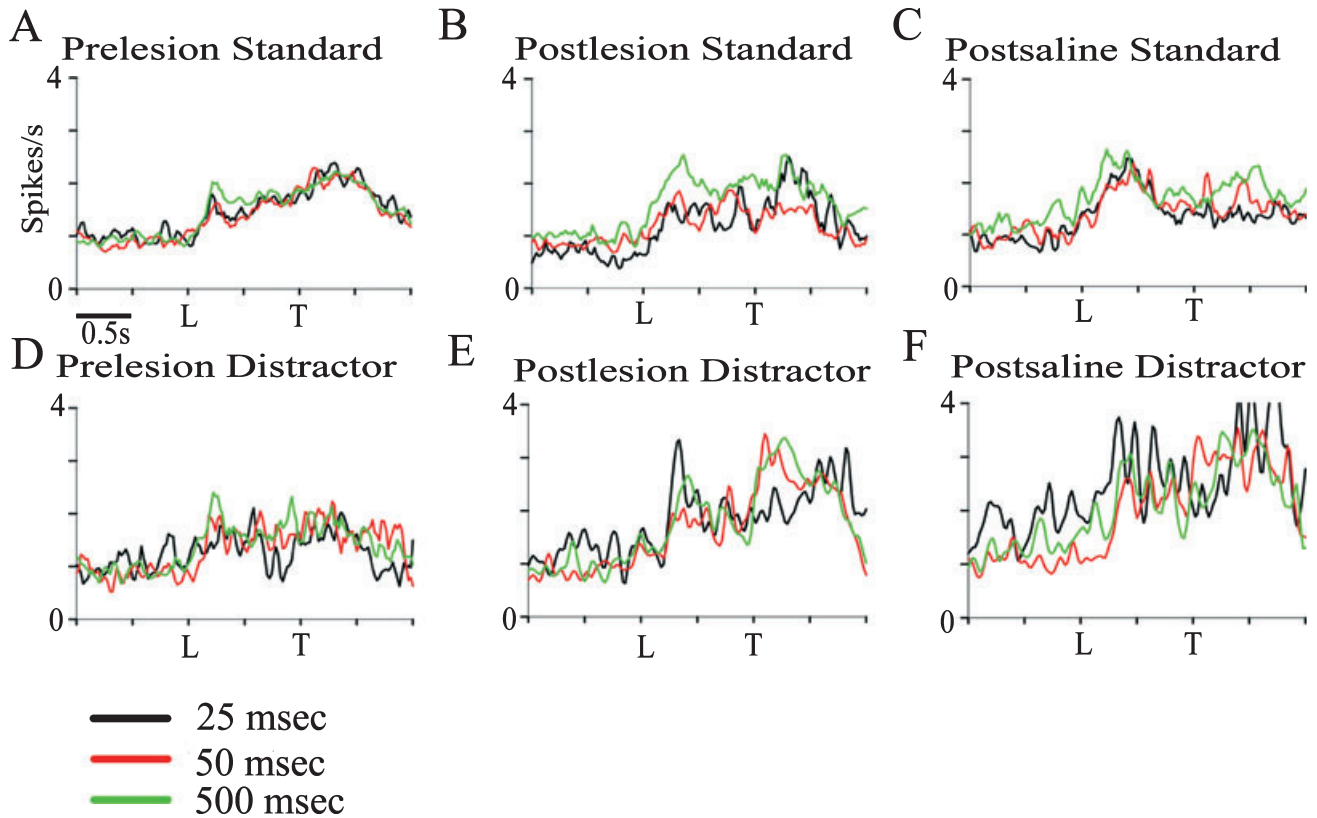 A B C
Prelesion Standard Postlesion Standard Postsaline Standard
4 4 4
Spikes/s
0 0 0
L T L T L T
0.5s
D E F
Prelesion Distractor Postlesion Distractor Postsaline Distractor
4 4 4
0 0 0
L T L T L T
25 msec
50 msec
500 msec